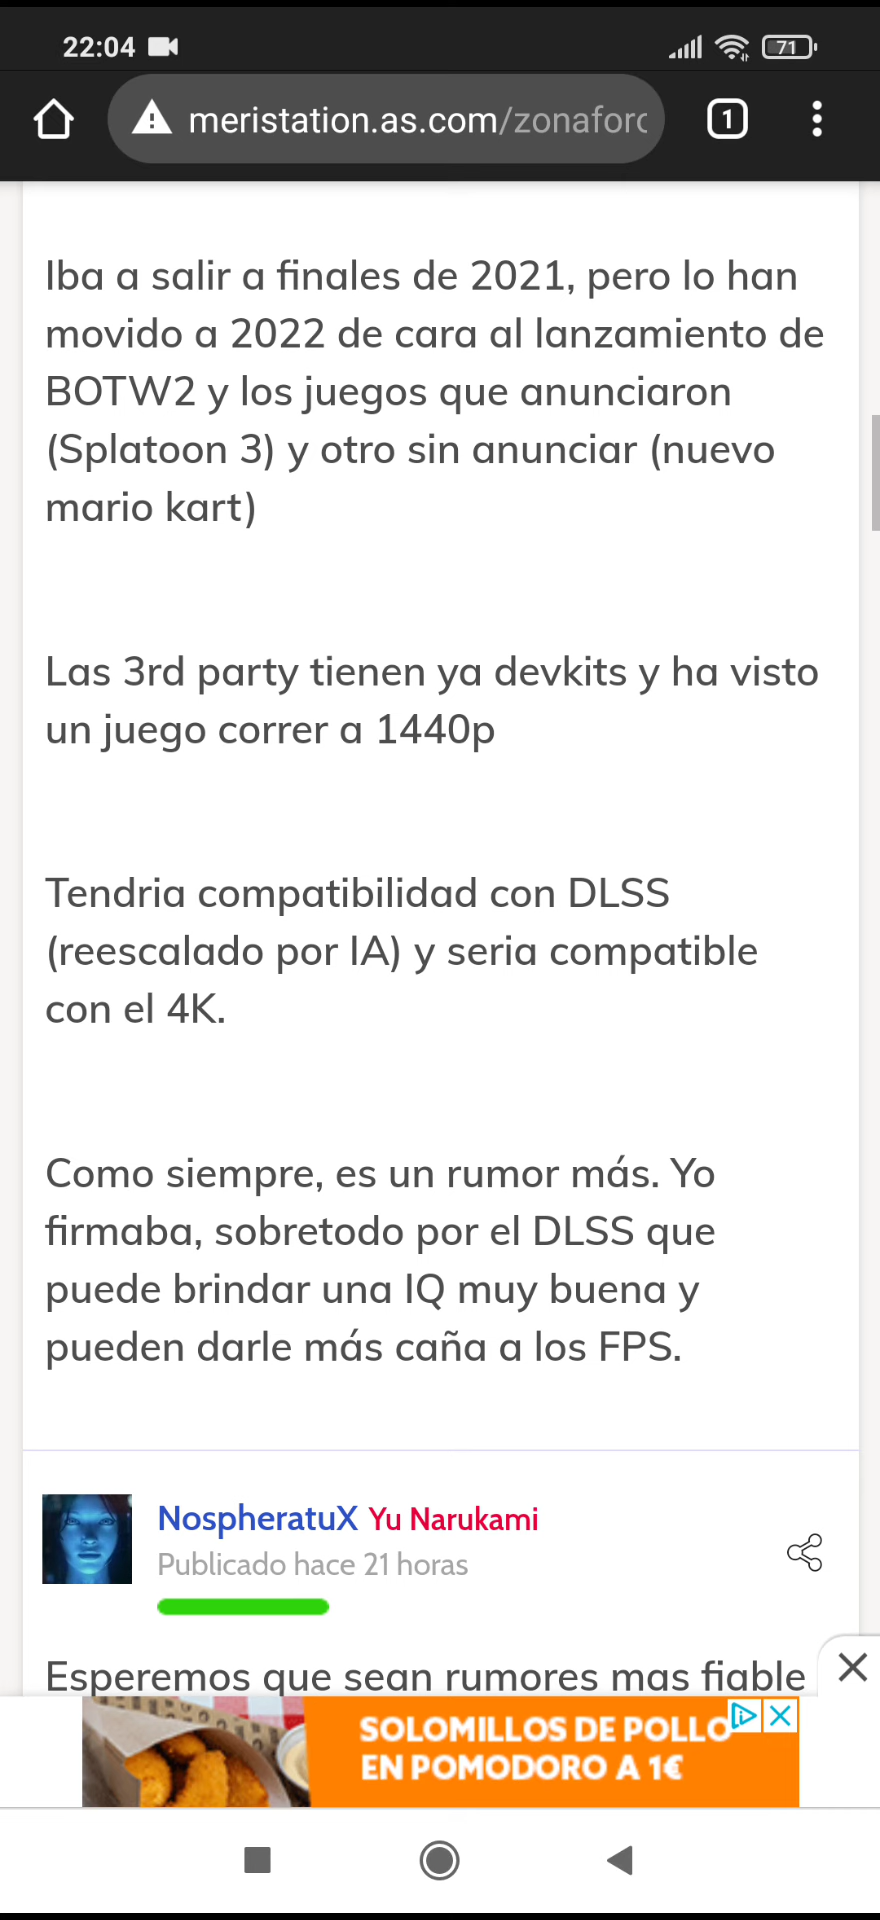 22:04
71
meristation.as.com/zonaforo
1
Iba a salir a finales de 2021, pero lo han
movido a 2022 de cara al lanzamiento de
BOTW2 y los juegos que anunciaron
(Splatoon 3) y otro sin anunciar (nuevo
mario kart)
Las 3rd party tienen ya devkits y ha visto
un juego correr a 1440p
Tendria compatibilidad con DLSS
(reescalado por IA) y seria compatible
con el 4K.
Como siempre, es un rumor más. Yo
firmaba, sobretodo por el DLSS que
puede brindar una IQ muy buena y
pueden darle más caña a los FPS.
NospheratuX Yu Narukami
Publicado hace 21 horas
Esperemos que sean rumores mas fiable
SOLOMILLOS DE POLLO
EN POMODORO A 1€